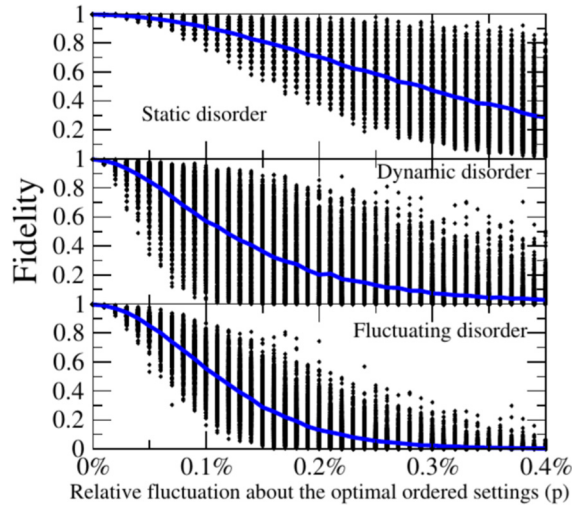 1
0.8
0.6
0.4
0.2
Static disorder
1
0.8
0.6
0.4
0.2
Dynamic disorder
Fidelity
1
0.8
0.6
0.4
0.2
0
Fluctuating disorder
0% 0.1% 0.2% 0.3% 0.4%
Relative fluctuation about the optimal ordered settings (p)